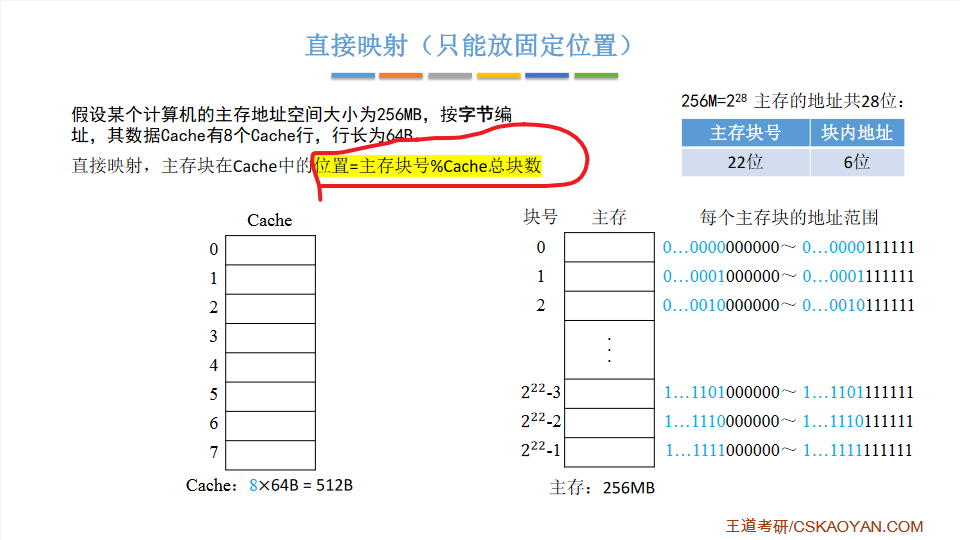 直接映射（只能放固定位置）
假设某个计算机的主存地址空间大小为256MB，按字节编
址，其数据Cache有8个Cache行，行长为64B
直接映射，主存块在Cache中的位置=主存块号%Cache总块数
256M=2²⁸ 主存的地址共28位：
主存块号 块内地址
22位 6位
Cache
0
1
2
3
4
5
6
7
Cache：8×64B = 512B
块号 主存 每个主存块的地址范围
0 0…0000000000～ 0…0000111111
1 0…0001000000～ 0…0001111111
2 0…0010000000～ 0…0010111111
⋮
2²²-3 1…1101000000～ 1…1101111111
2²²-2 1…1110000000～ 1…1110111111
2²²-1 1…1111000000～ 1…1111111111
主存：256MB
王道考研/CSKAOYAN.COM